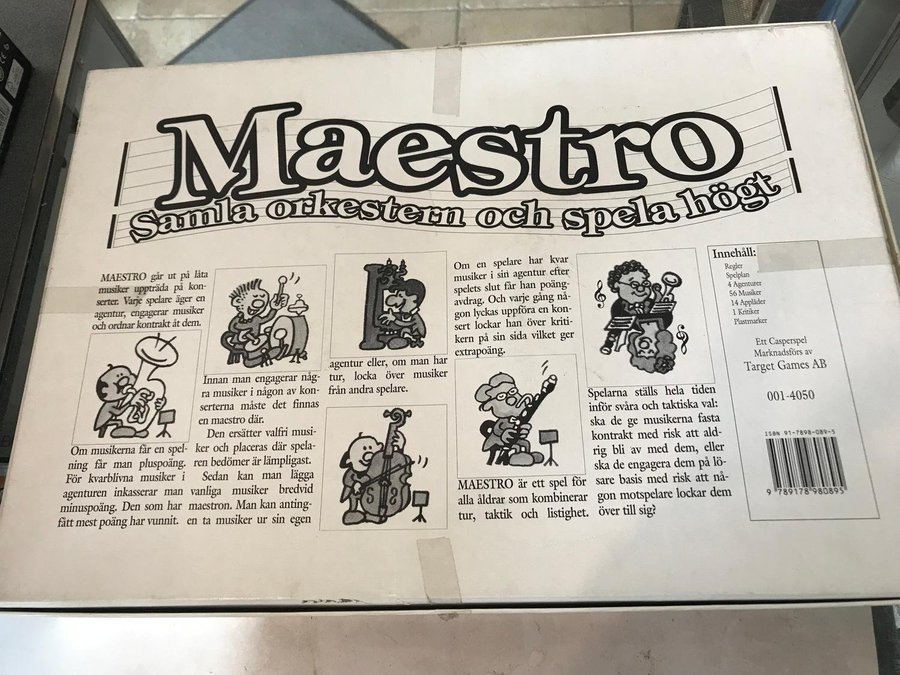 Maestro
Samla orkestern och spela högt
MAESTRO går ut på låta
musiker uppträda på kon-
serter. Varje spelare äger en
agentur, engagerar musiker
och ordnar kontrakt åt dem.
Om musikerna får en spel-
ning får man pluspoäng.
För kvarblivna musiker i
agenturen inkasserar man
minuspoäng. Den som har
fått mest poäng har vunnit.
Innan man engagerar någ-
ra musiker i någon av kon-
serterna måste det finnas
en maestro där.
Den ersätter valfri musi-
ker och placeras där spela-
ren bedömer är lämpligast.
Sedan kan man lägga
vanliga musiker bredvid
maestron. Man kan anting-
en ta musiker ur sin egen
agentur eller, om man har
tur, locka över musiker
från andra spelare.
Om en spelare har kvar
musiker i sin agentur efter
spelets slut får han poäng-
avdrag. Och varje gång nå-
gon lyckas uppföra en kon-
sert lockar han över kriti-
kern på sin sida vilket ger
extrapoäng.
MAESTRO är ett spel för
alla åldrar som kombinerar
tur, taktik och listighet.
Spelarna ställs hela tiden
inför svåra och taktiska val:
ska de ge musikerna fasta
kontrakt med risk att ald-
rig bli av med dem, eller
ska de engagera dem på lö-
sare basis med risk att nå-
gon motspelare lockar dem
över till sig?
Innehåll:
Regler
Spelplan
4 Agenturer
56 Musiker
14 Applåder
1 Kritiker
Plastmarker
Ett Casperspel
Marknadsförs av
Target Games AB
001-4050
ISBN 91-7898-089-5
9 789178 980895